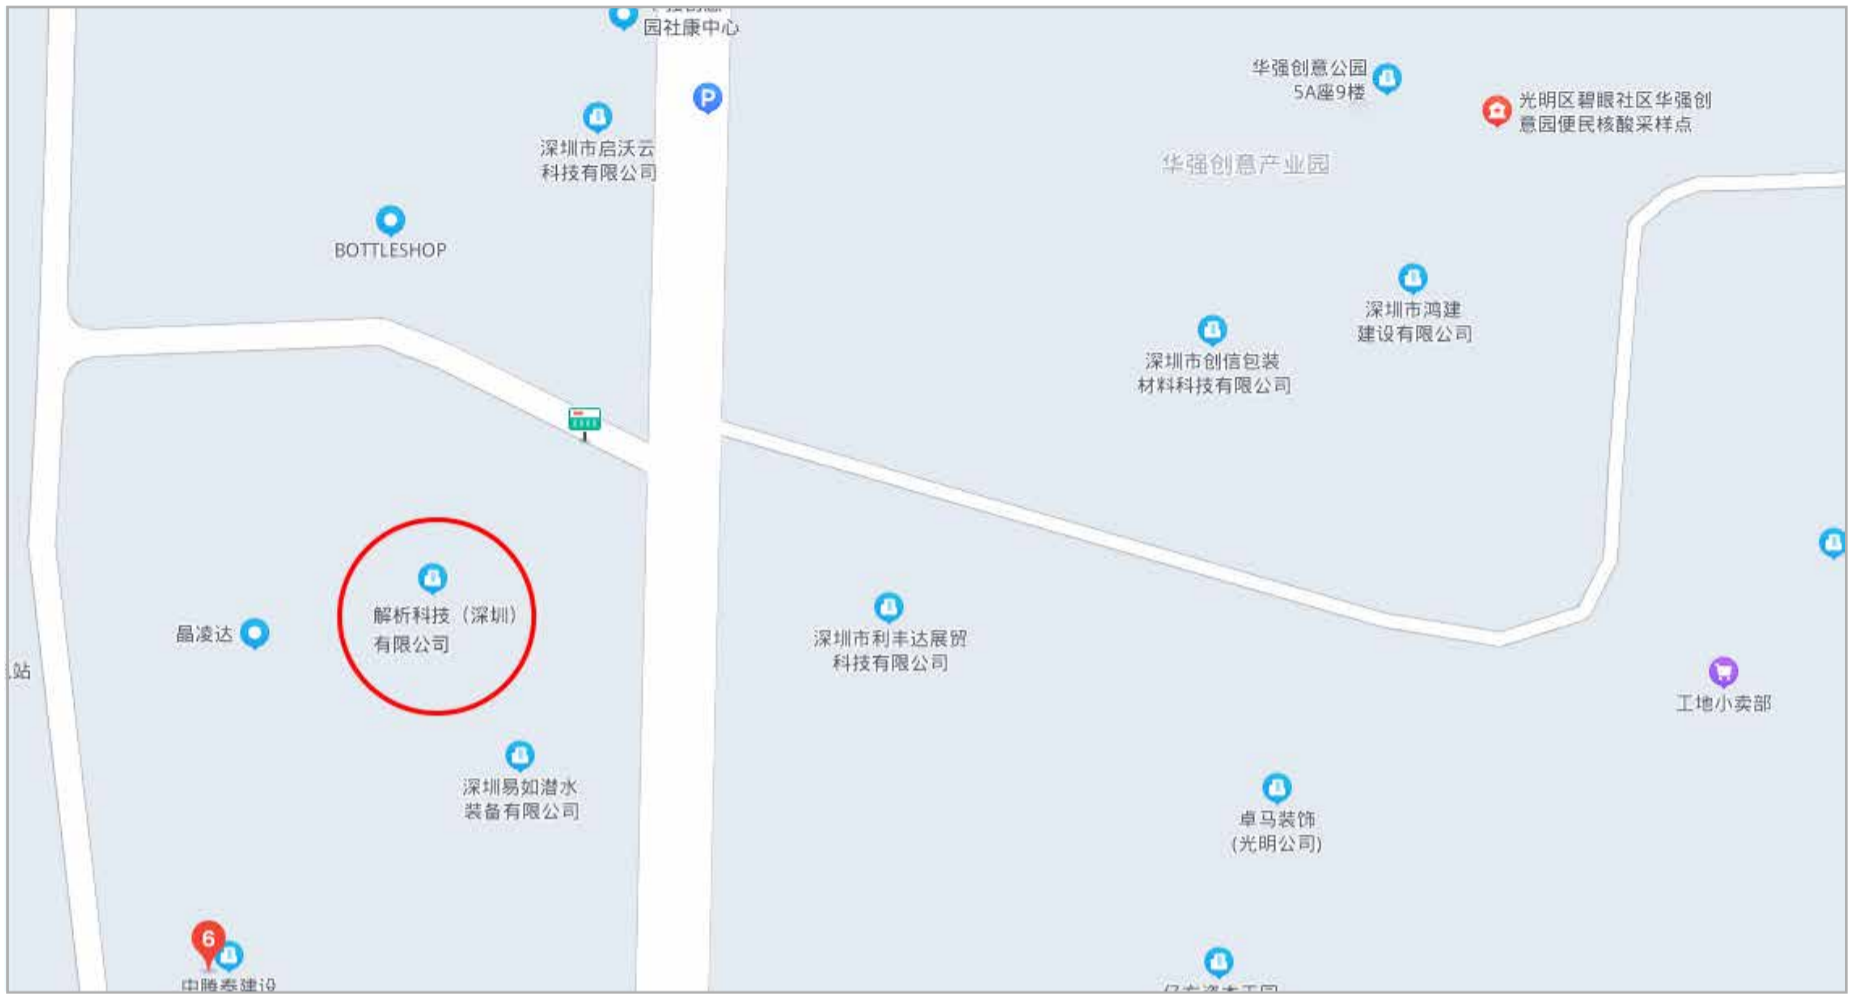 园社康中心
P
华强创意公园
5A座9楼
光明区碧眼社区华强创
意园便民核酸采样点
深圳市启沃云
科技有限公司
华强创意产业园
BOTTLESHOP
深圳市鸿建
建设有限公司
深圳市创信包装
材料科技有限公司
解析科技（深圳）
有限公司
晶凌达
站
深圳市利丰达展贸
科技有限公司
工地小卖部
深圳易如潜水
装备有限公司
卓马装饰
(光明公司)
6
中腾泰建设